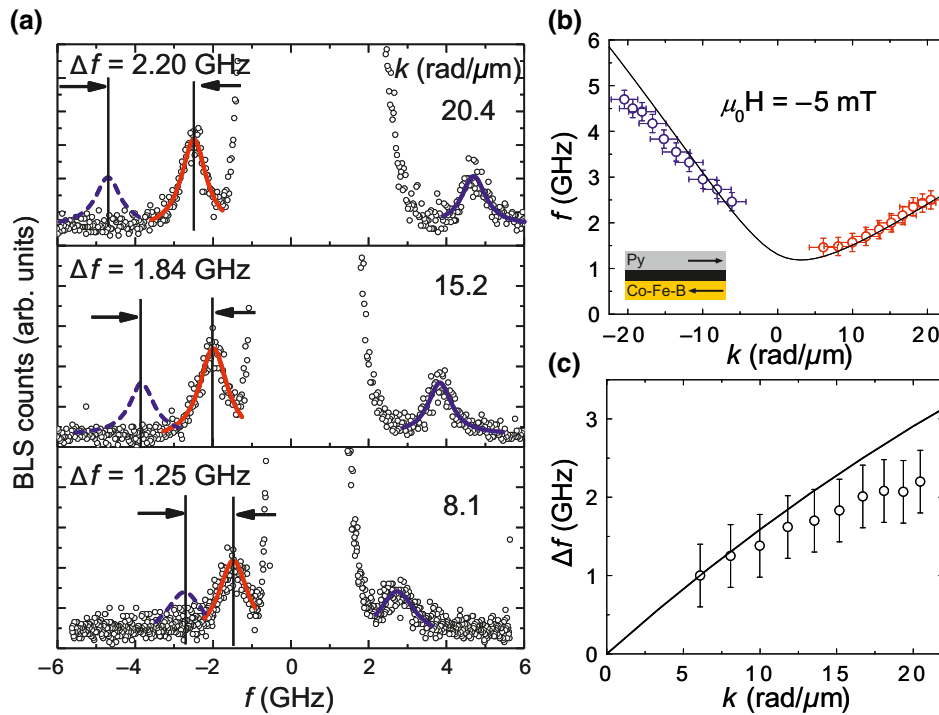 (a)
Δf = 2.20 GHz
k (rad/μm)
20.4
Δf = 1.84 GHz
15.2
Δf = 1.25 GHz
8.1
BLS counts (arb. units)
−6 −4 −2 0 2 4 6
f (GHz)
(b)
6
5
4
3
2
1
0
f (GHz)
μ0H = −5 mT
Py
Co-Fe-B
-20 -10 0 10 20
k (rad/μm)
(c)
3
2
1
0
Δf (GHz)
0 5 10 15 20
k (rad/μm)